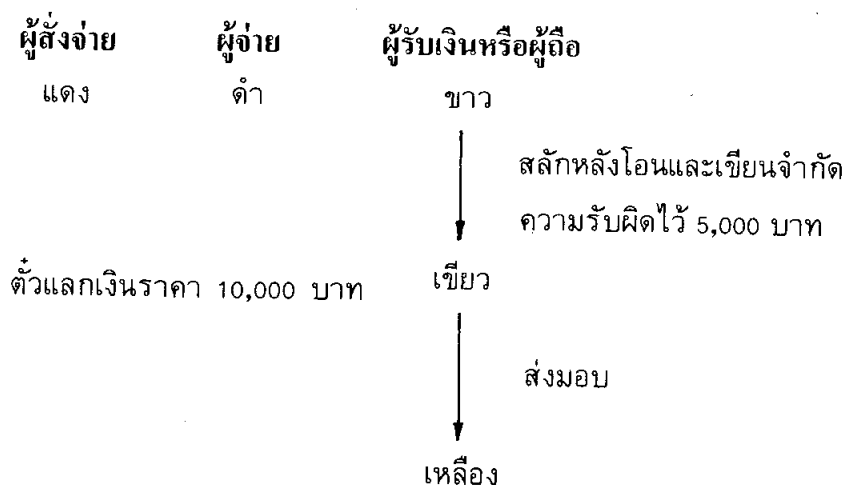 ผู้สั่งจ่าย ผู้จ่าย ผู้รับเงินหรือผู้ถือ
แดง ดำ ขาว
สลักหลังโอนและเขียนจำกัด
ความรับผิดไว้ 5,000 บาท
ตั๋วแลกเงินราคา 10,000 บาท เขียว
ส่งมอบ
เหลือง